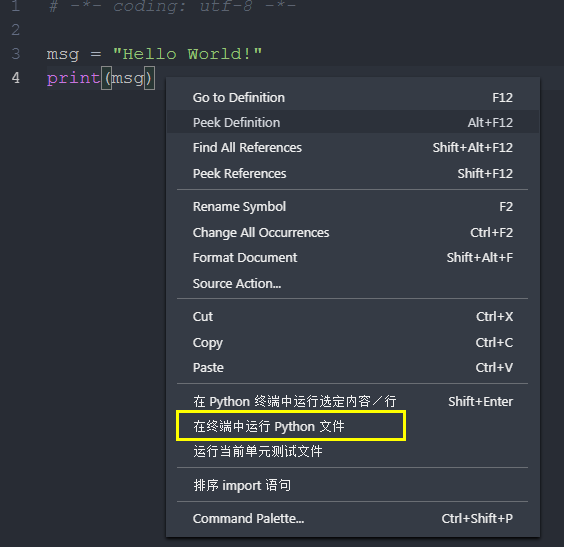 1 # -*- coding: utf-8 -*-
2
3 msg = "Hello World!"
4 print(msg)
Go to Definition F12
Peek Definition Alt+F12
Find All References Shift+Alt+F12
Peek References Shift+F12
Rename Symbol F2
Change All Occurrences Ctrl+F2
Format Document Shift+Alt+F
Source Action...
Cut Ctrl+X
Copy Ctrl+C
Paste Ctrl+V
在 Python 终端中运行选定内容/行 Shift+Enter
在终端中运行 Python 文件
运行当前单元测试文件
排序 import 语句
Command Palette... Ctrl+Shift+P